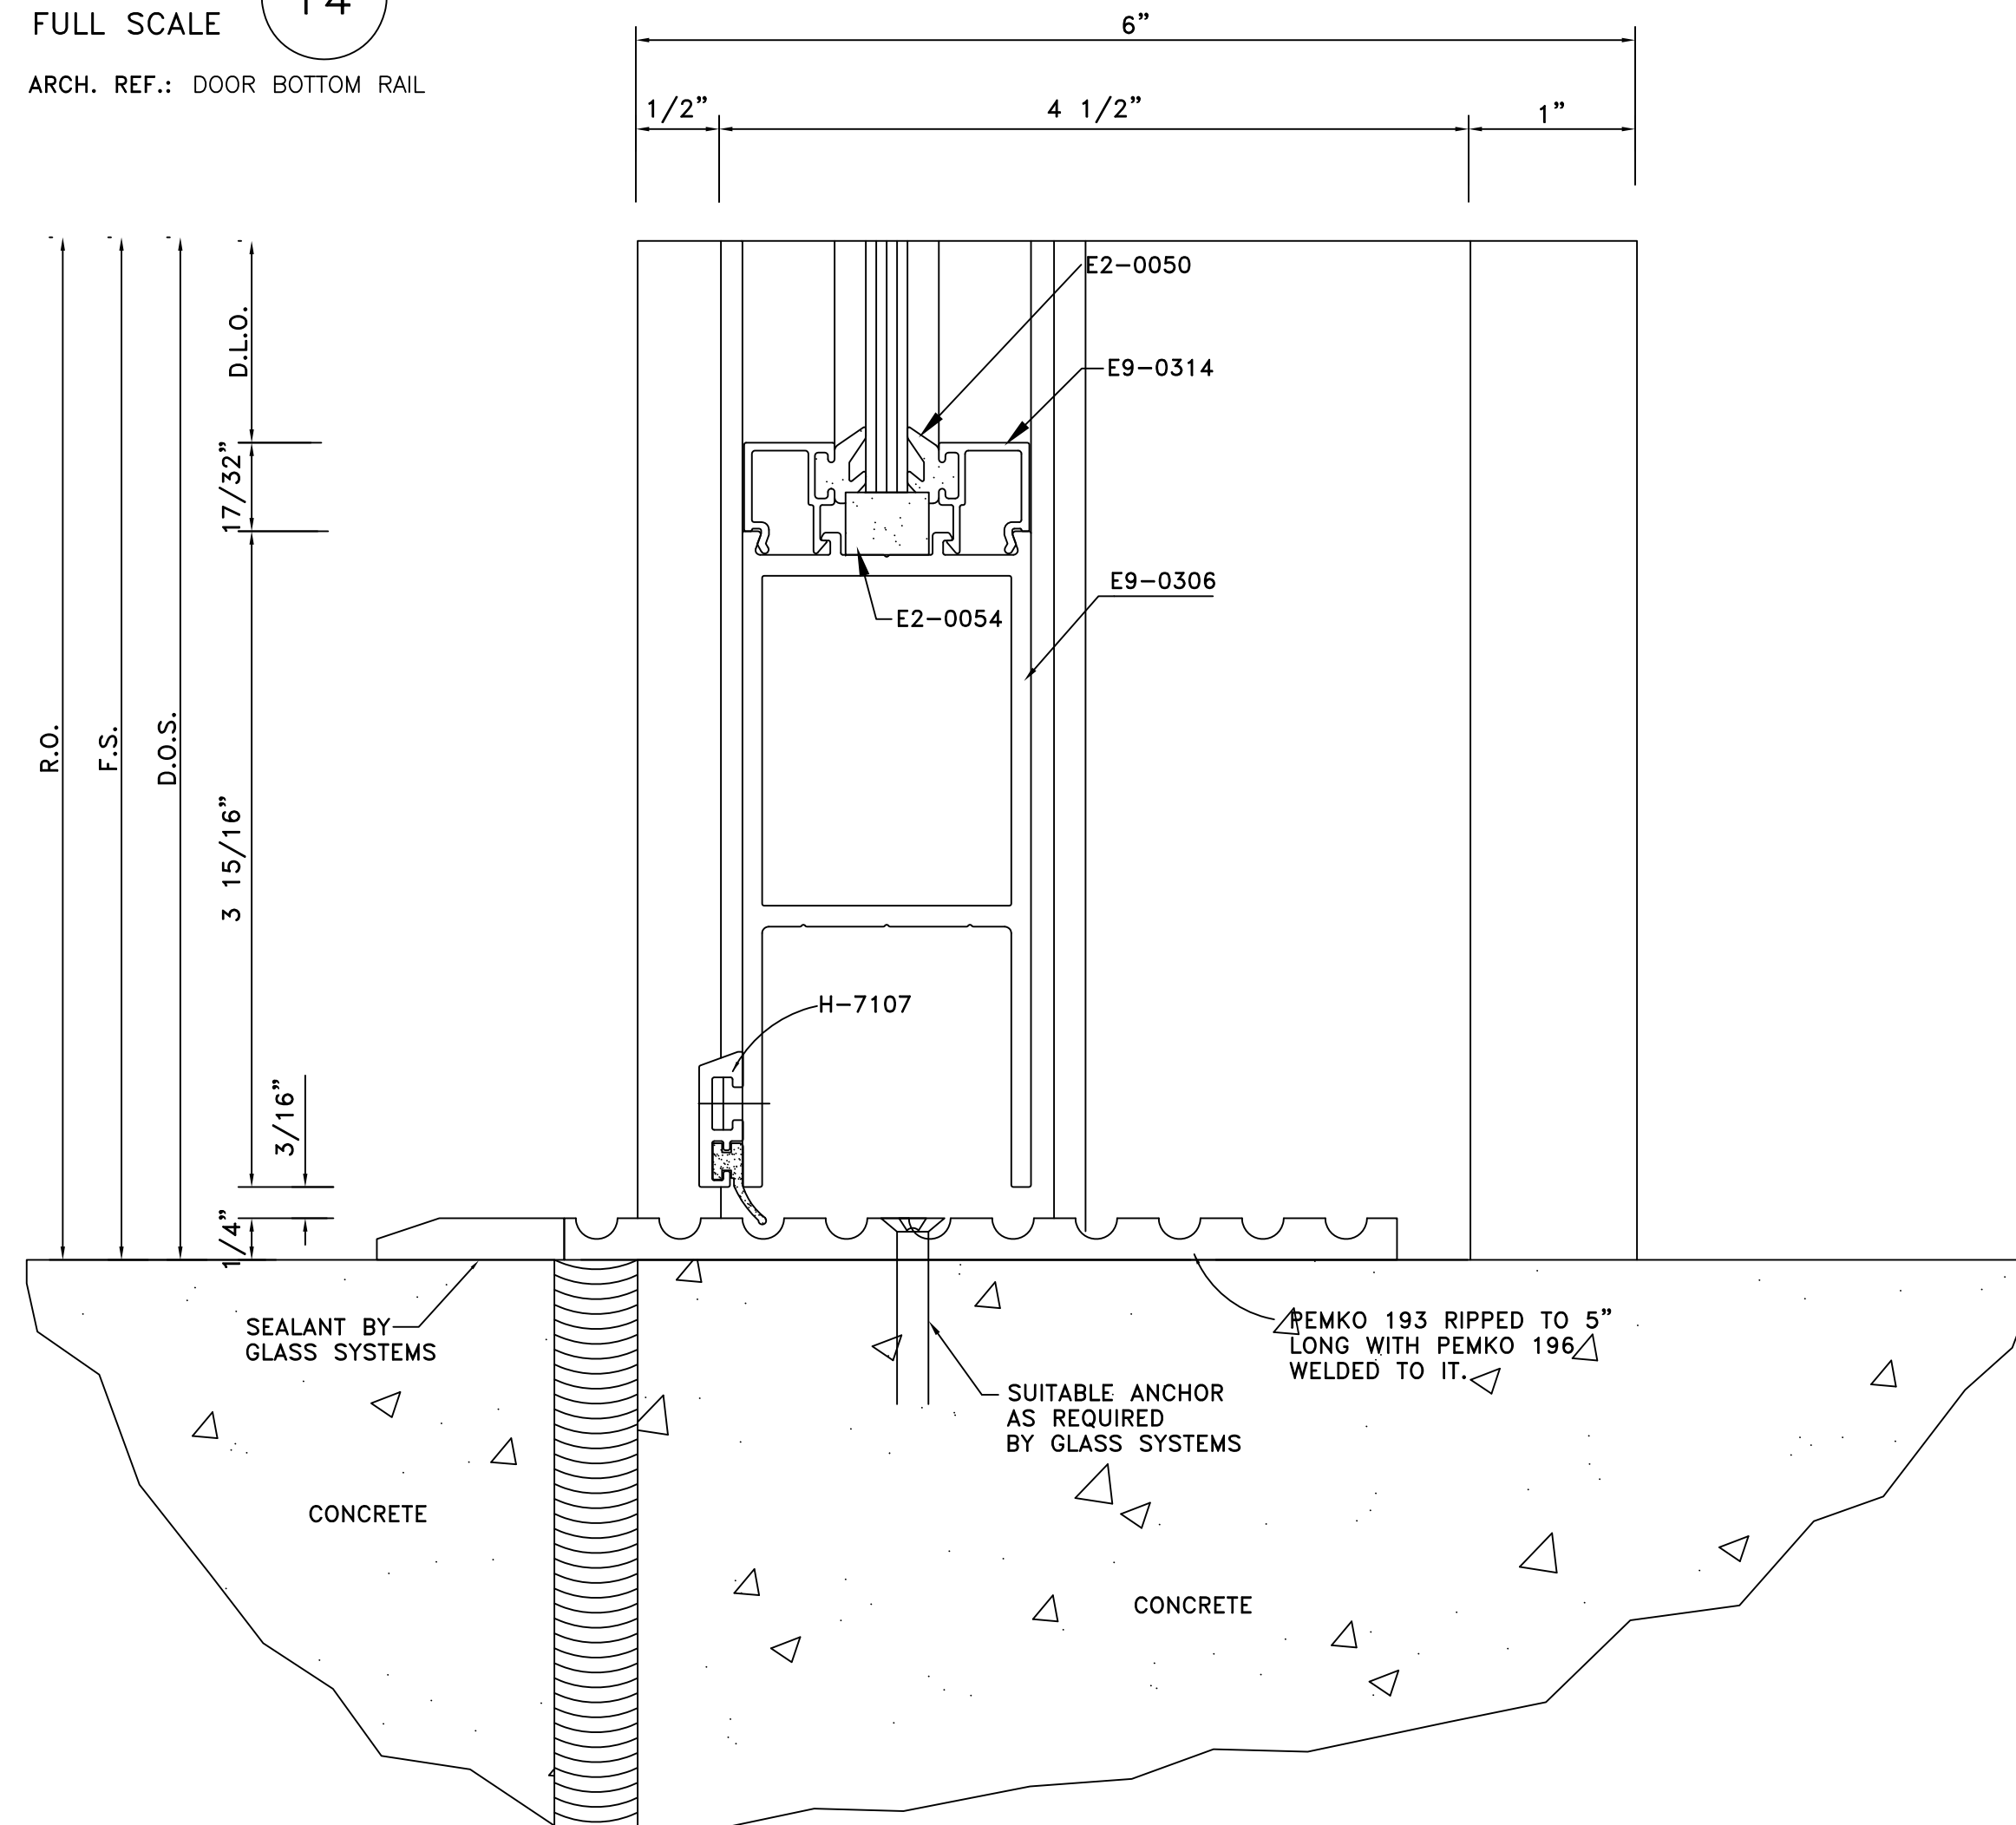 14
FULL SCALE
ARCH. REF.: DOOR BOTTOM RAIL
6”
1/2”
4 1/2”
1”
D.L.O.
17/32”
R.O.
F.S.
D.O.S.
3 15/16”
3/16”
1/4”
E2-0050
E9-0314
E9-0306
E2-0054
H-7107
SEALANT BY
GLASS SYSTEMS
PEMKO 193 RIPPED TO 5”
LONG WITH PEMKO 196
WELDED TO IT.
SUITABLE ANCHOR
AS REQUIRED
BY GLASS SYSTEMS
CONCRETE
CONCRETE